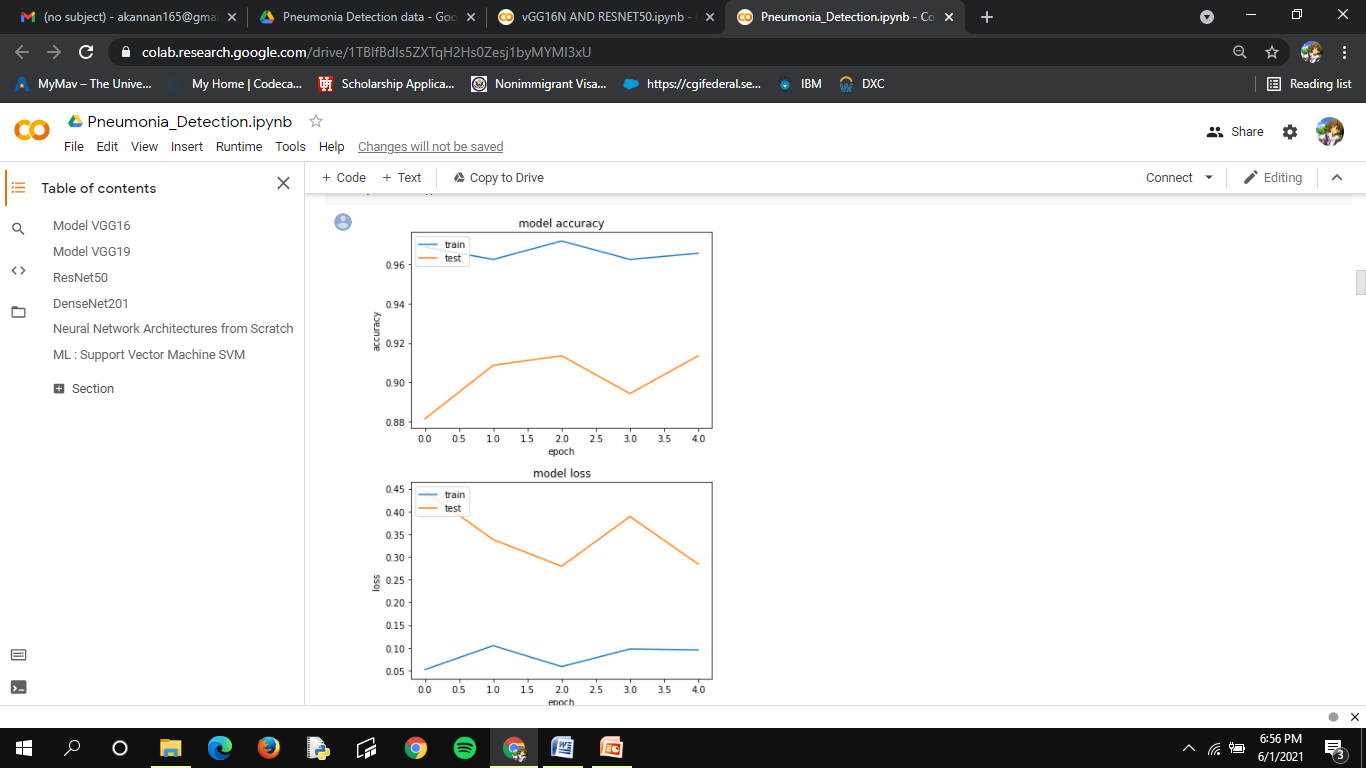 (no subject) - akannan165@gmai
Pneumonia Detection data - Goo
vGG16N AND RESNET50.ipynb -
Pneumonia_Detection.ipynb - Co
colab.research.google.com/drive/1TBlfBdls5ZXTqH2Hs0Zesj1byMYMl3xU
MyMav – The Unive...
My Home | Codeca...
Scholarship Applica...
Nonimmigrant Visa...
https://cgifederal.se...
IBM
DXC
Reading list
Pneumonia_Detection.ipynb
File Edit View Insert Runtime Tools Help Changes will not be saved
Share
Table of contents
+ Code + Text
Copy to Drive
Connect
Editing
Model VGG16
Model VGG19
ResNet50
DenseNet201
Neural Network Architectures from Scratch
ML : Support Vector Machine SVM
Section
model accuracy
train
test
0.96
0.94
0.92
0.90
0.88
accuracy
0.0 0.5 1.0 1.5 2.0 2.5 3.0 3.5 4.0
epoch
model loss
train
test
0.45
0.40
0.35
0.30
0.25
0.20
0.15
0.10
0.05
loss
0.0 0.5 1.0 1.5 2.0 2.5 3.0 3.5 4.0
epoch
6:56 PM
6/1/2021
3